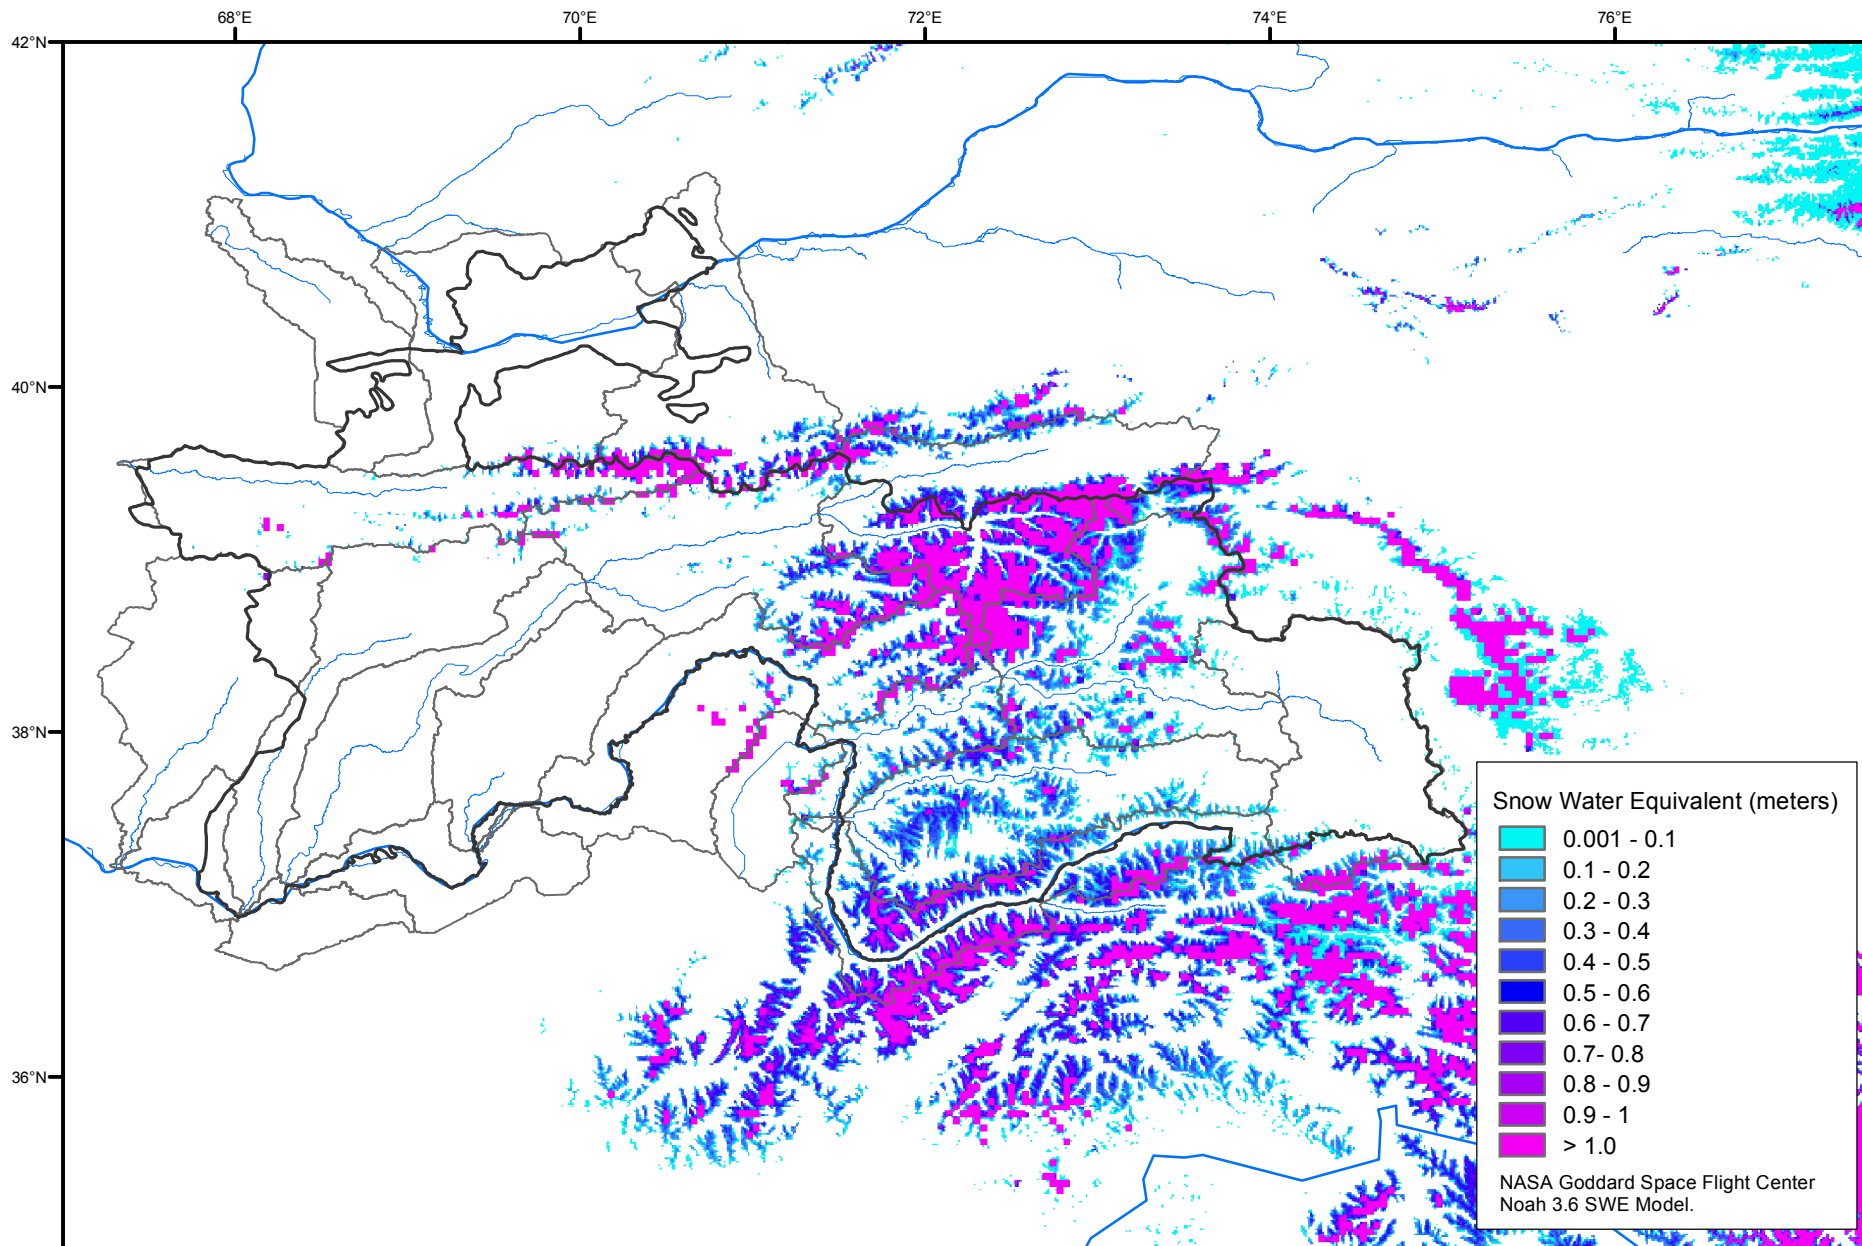 68°E 70°E 72°E 74°E 76°E
42°N
40°N
38°N
36°N
Snow Water Equivalent (meters)
0.001 - 0.1
0.1 - 0.2
0.2 - 0.3
0.3 - 0.4
0.4 - 0.5
0.5 - 0.6
0.6 - 0.7
0.7- 0.8
0.8 - 0.9
0.9 - 1
> 1.0
NASA Goddard Space Flight Center
Noah 3.6 SWE Model.